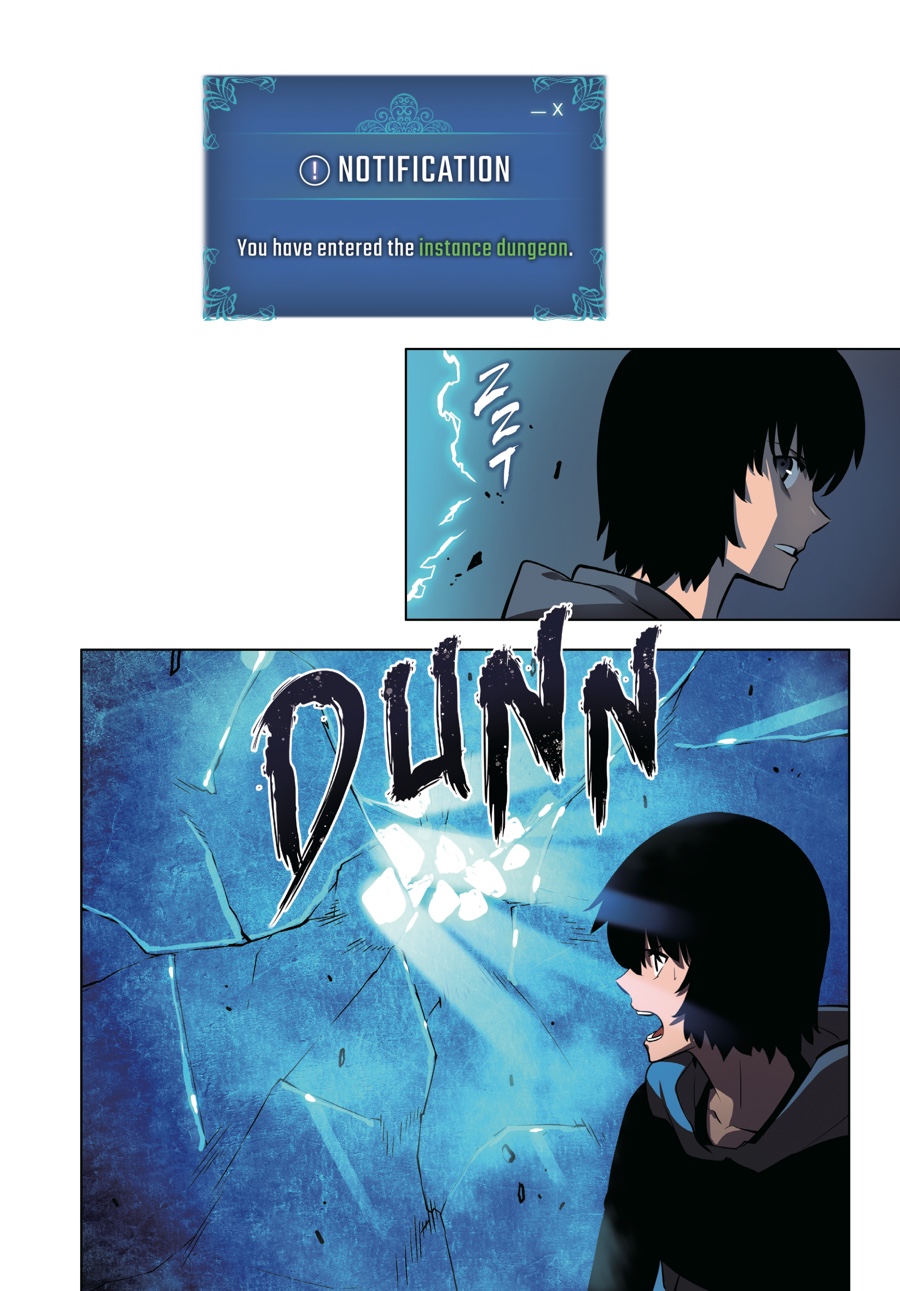 — X
! NOTIFICATION
You have entered the instance dungeon.
ZZT
DUNN